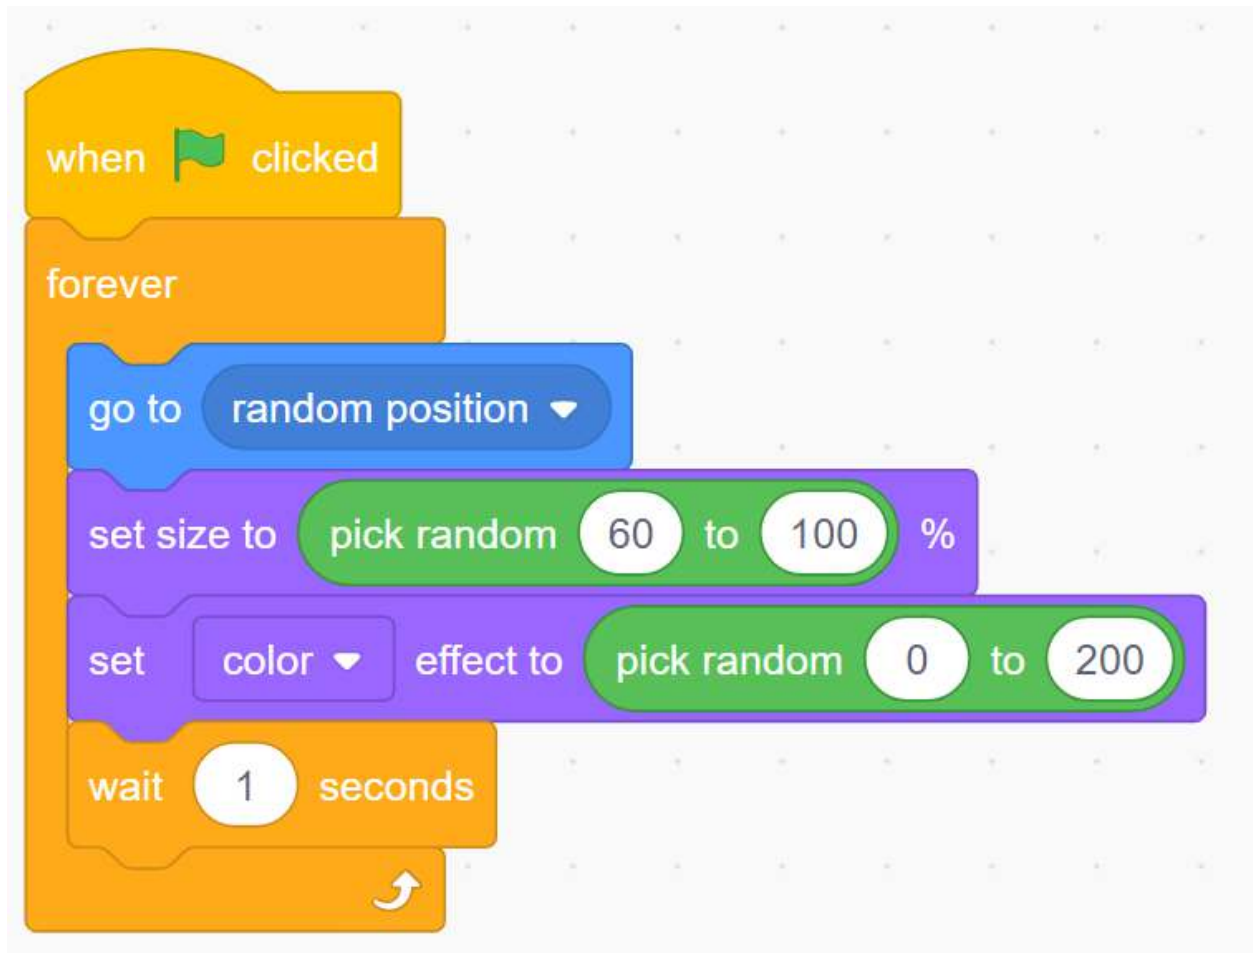 when clicked
forever
go to random position
set size to pick random 60 to 100 %
set color effect to pick random 0 to 200
wait 1 seconds